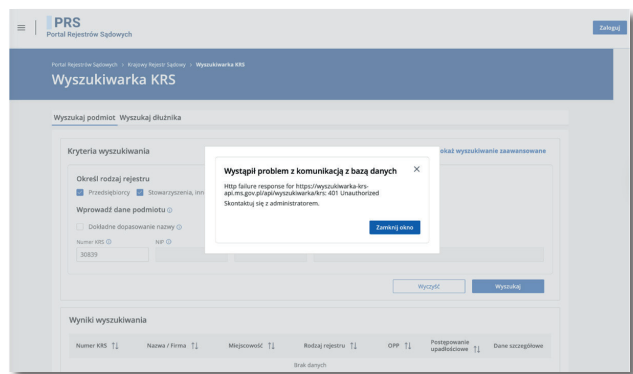 PRS
Portal Rejestrów Sądowych
Zaloguj
Portal Rejestrów Sądowych > Krajowy Rejestr Sądowy > Wyszukiwarka KRS
Wyszukiwarka KRS
Wyszukaj podmiot Wyszukaj dłużnika
Kryteria wyszukiwania
okaż wyszukiwanie zaawansowane
Określ rodzaj rejestru
Przedsiębiorcy Stowarzyszenia, inn
Wprowadź dane podmiotu
Dokładne dopasowanie nazwy
Numer KRS NIP
30839
Wystąpił problem z komunikacją z bazą danych
Http failure response for https://wyszukiwarka-krs-
api.ms.gov.pl/api/wyszukiwarka/krs: 401 Unauthorized
Skontaktuj się z administratorem.
Zamknij okno
Wyczyść Wyszukaj
Wyniki wyszukiwania
Numer KRS Nazwa / Firma Miejscowość Rodzaj rejestru OPP Postępowanie upadłościowe Dane szczegółowe
Brak danych